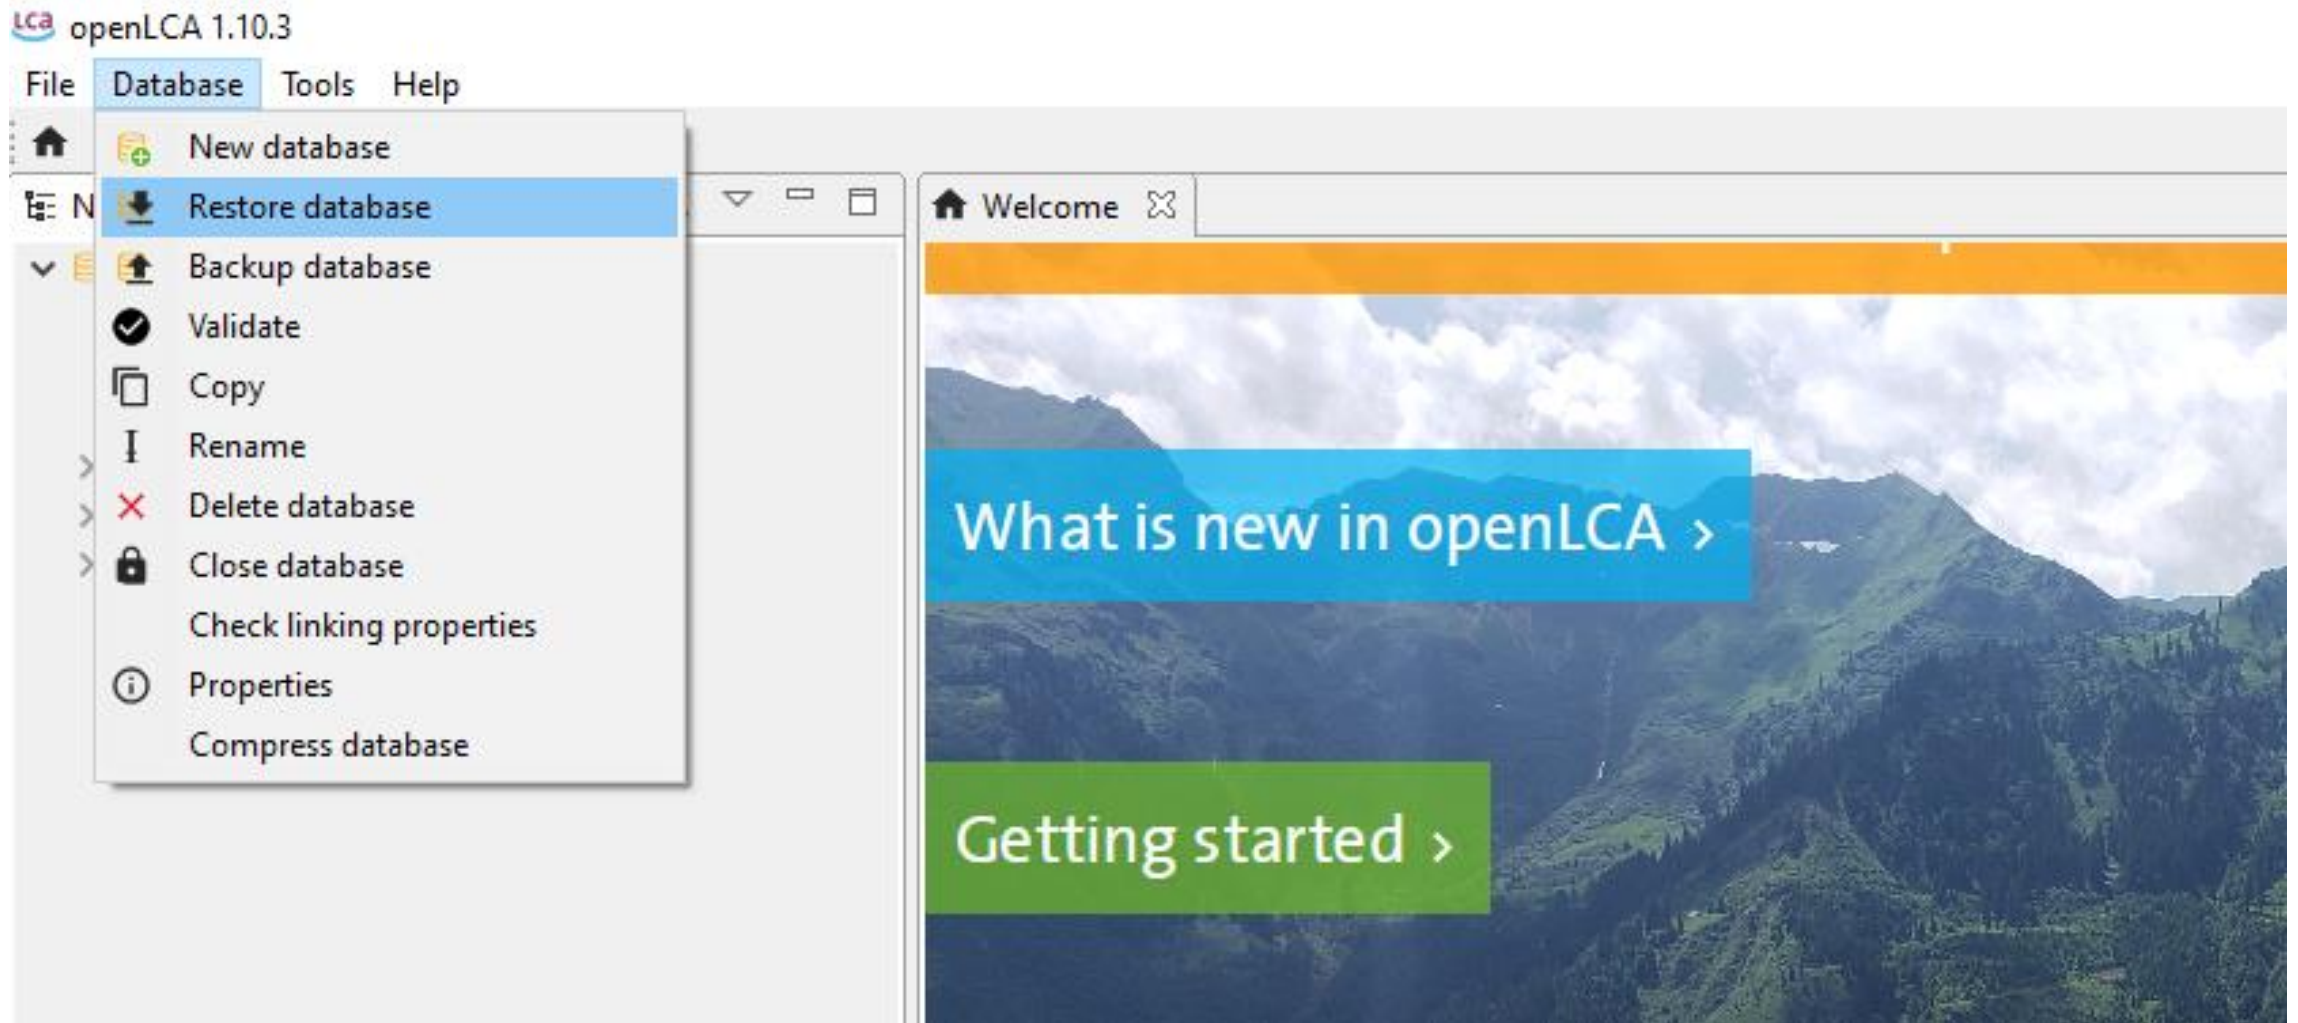 LCA openLCA 1.10.3
File Database Tools Help
New database
N Restore database
Welcome
Backup database
Validate
Copy
Rename
Delete database
Close database
Check linking properties
Properties
Compress database
What is new in openLCA >
Getting started >